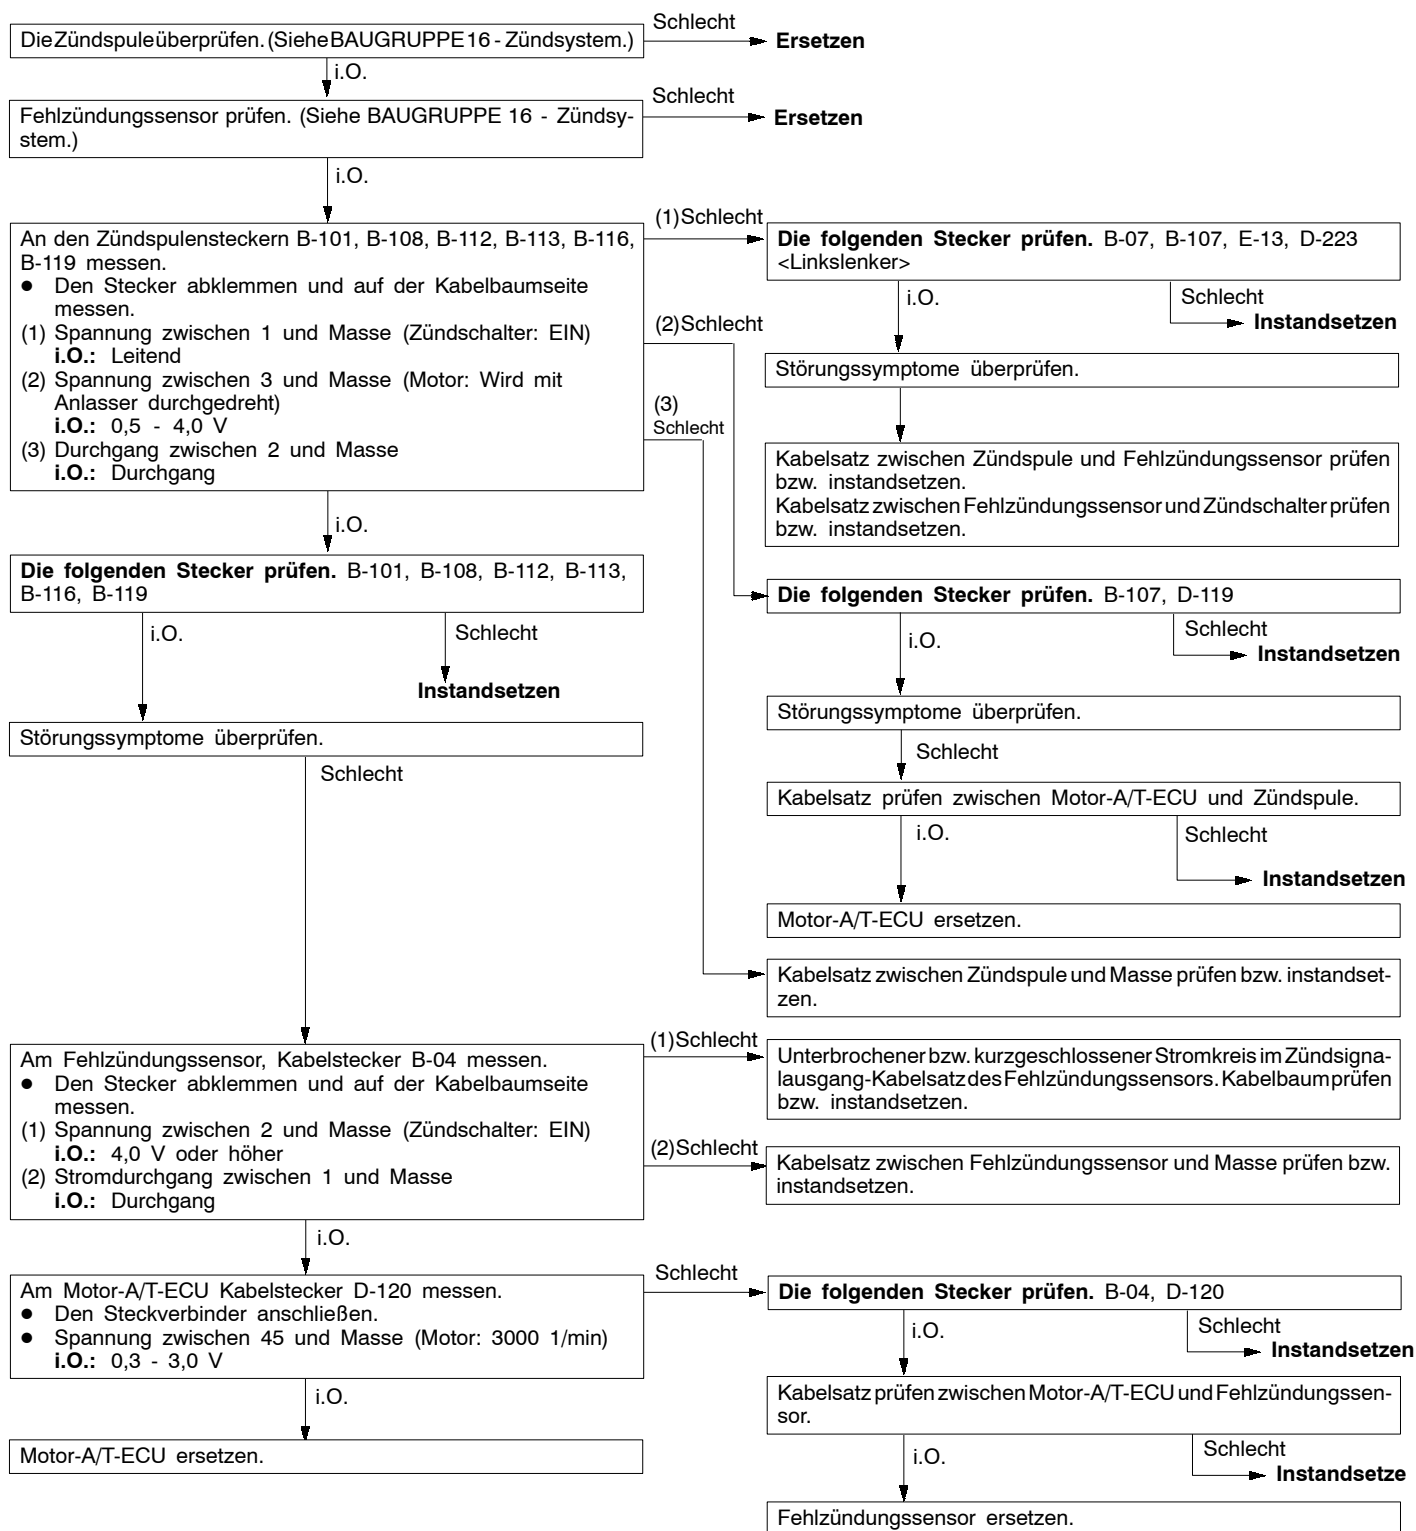 Die Zündspule überprüfen. (Siehe BAUGRUPPE 16 - Zündsystem.)
Schlecht
Ersetzen
i.O.
Fehlzündungssensor prüfen. (Siehe BAUGRUPPE 16 - Zündsy-
stem.)
Schlecht
Ersetzen
i.O.
An den Zündspulensteckern B-101, B-108, B-112, B-113, B-116,
B-119 messen.
● Den Stecker abklemmen und auf der Kabelbaumseite
messen.
(1) Spannung zwischen 1 und Masse (Zündschalter: EIN)
i.O.: Leitend
(2) Spannung zwischen 3 und Masse (Motor: Wird mit
Anlasser durchgedreht)
i.O.: 0,5 - 4,0 V
(3) Durchgang zwischen 2 und Masse
i.O.: Durchgang
(1)Schlecht
Die folgenden Stecker prüfen. B-07, B-107, E-13, D-223
<Linkslenker>
i.O.
Schlecht
Instandsetzen
Störungssymptome überprüfen.
Kabelsatz zwischen Zündspule und Fehlzündungssensor prüfen
bzw. instandsetzen.
Kabelsatz zwischen Fehlzündungssensor und Zündschalter prüfen
bzw. instandsetzen.
(2)Schlecht
(3)
Schlecht
i.O.
Die folgenden Stecker prüfen. B-101, B-108, B-112, B-113,
B-116, B-119
i.O.
Schlecht
Instandsetzen
Störungssymptome überprüfen.
Schlecht
Die folgenden Stecker prüfen. B-107, D-119
i.O.
Schlecht
Instandsetzen
Störungssymptome überprüfen.
Schlecht
Kabelsatz prüfen zwischen Motor-A/T-ECU und Zündspule.
i.O.
Schlecht
Instandsetzen
Motor-A/T-ECU ersetzen.
Kabelsatz zwischen Zündspule und Masse prüfen bzw. instandset-
zen.
Am Fehlzündungssensor, Kabelstecker B-04 messen.
● Den Stecker abklemmen und auf der Kabelbaumseite
messen.
(1) Spannung zwischen 2 und Masse (Zündschalter: EIN)
i.O.: 4,0 V oder höher
(2) Stromdurchgang zwischen 1 und Masse
i.O.: Durchgang
(1)Schlecht
Unterbrochener bzw. kurzgeschlossener Stromkreis im Zündsigna-
lausgang-Kabelsatz des Fehlzündungssensors. Kabelbaum prüfen
bzw. instandsetzen.
(2)Schlecht
Kabelsatz zwischen Fehlzündungssensor und Masse prüfen bzw.
instandsetzen.
i.O.
Am Motor-A/T-ECU Kabelstecker D-120 messen.
● Den Steckverbinder anschließen.
● Spannung zwischen 45 und Masse (Motor: 3000 1/min)
i.O.: 0,3 - 3,0 V
Schlecht
Die folgenden Stecker prüfen. B-04, D-120
i.O.
Schlecht
Instandsetzen
Kabelsatz prüfen zwischen Motor-A/T-ECU und Fehlzündungssen-
sor.
i.O.
Schlecht
Instandsetze
Fehlzündungssensor ersetzen.
i.O.
Motor-A/T-ECU ersetzen.